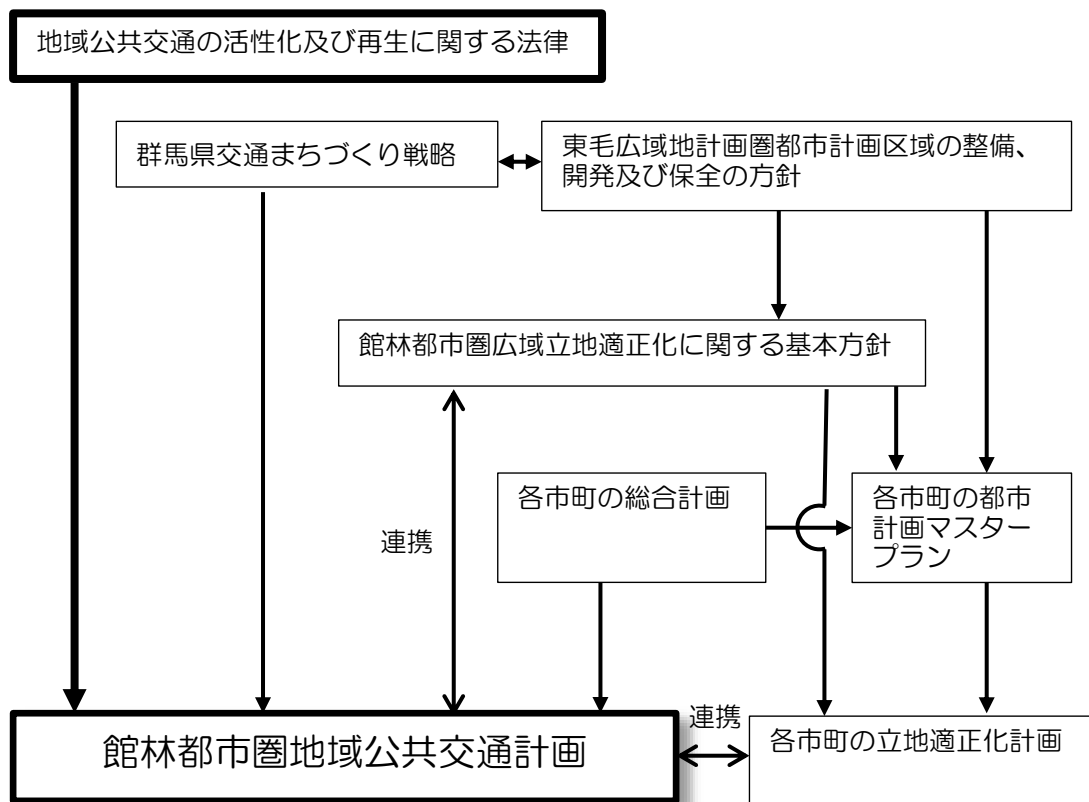 地域公共交通の活性化及び再生に関する法律
群馬県交通まちづくり戦略
東毛広域地計画圏都市計画区域の整備、
開発及び保全の方針
館林都市圏広域立地適正化に関する基本方針
各市町の総合計画
各市町の都市
計画マスター
プラン
連携
連携
館林都市圏地域公共交通計画
各市町の立地適正化計画